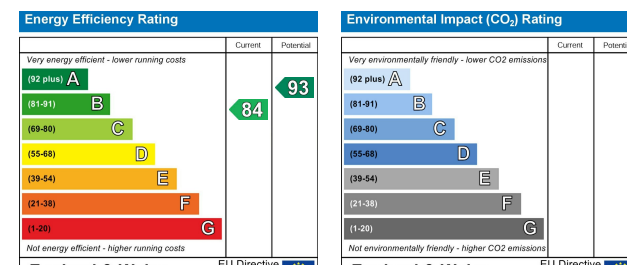 Energy Efficiency Rating
Current Potential
Very energy efficient - lower running costs
(92 plus) A
(81-91) B
(69-80) C
(55-68) D
(39-54) E
(21-38) F
(1-20) G
84
93
Not energy efficient - higher running costs
EU Directive
Environmental Impact (CO₂) Rating
Current
Very environmentally friendly - lower CO2 emissions
(92 plus) A
(81-91) B
(69-80) C
(55-68) D
(39-54) E
(21-38) F
(1-20) G
Not environmentally friendly - higher CO2 emissions
EU Directive